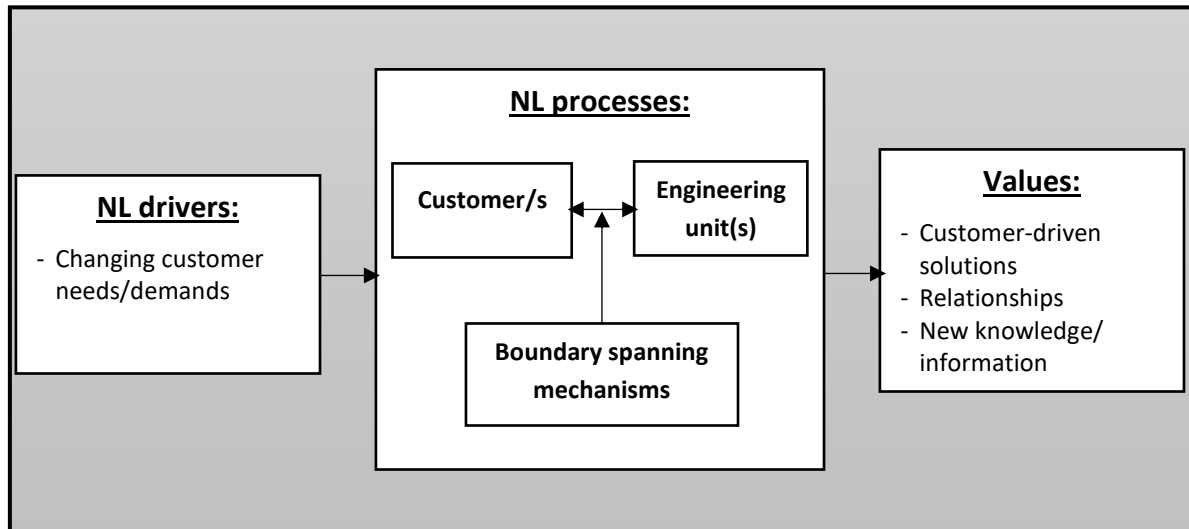 NL drivers:
- Changing customer
needs/demands
NL processes:
Customer/s
Engineering
unit(s)
Boundary spanning
mechanisms
Values:
- Customer-driven
solutions
- Relationships
- New knowledge/
information